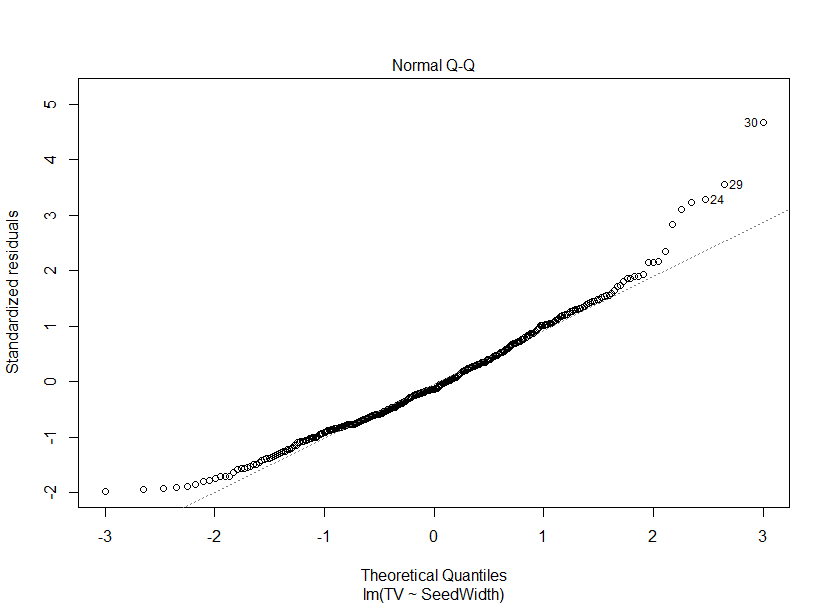 Normal Q-Q
5
4
3
2
1
0
-1
-2
Standardized residuals
30
29
24
-3 -2 -1 0 1 2 3
Theoretical Quantiles
lm(TV ~ SeedWidth)